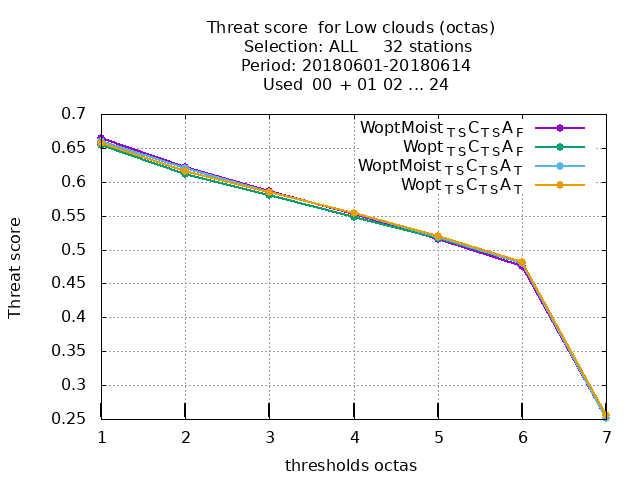 Threat score  for Low clouds (octas)
Selection: ALL     32 stations
Period: 20180601-20180614
Used  00 + 01 02 ... 24
0.7
0.65
0.6
0.55
0.5
0.45
0.4
0.35
0.3
0.25
Threat score
WoptMoist TS C TS A F
Wopt TS C TS A F
WoptMoist TS C TS A T
Wopt TS C TS A T
1 2 3 4 5 6 7
thresholds octas